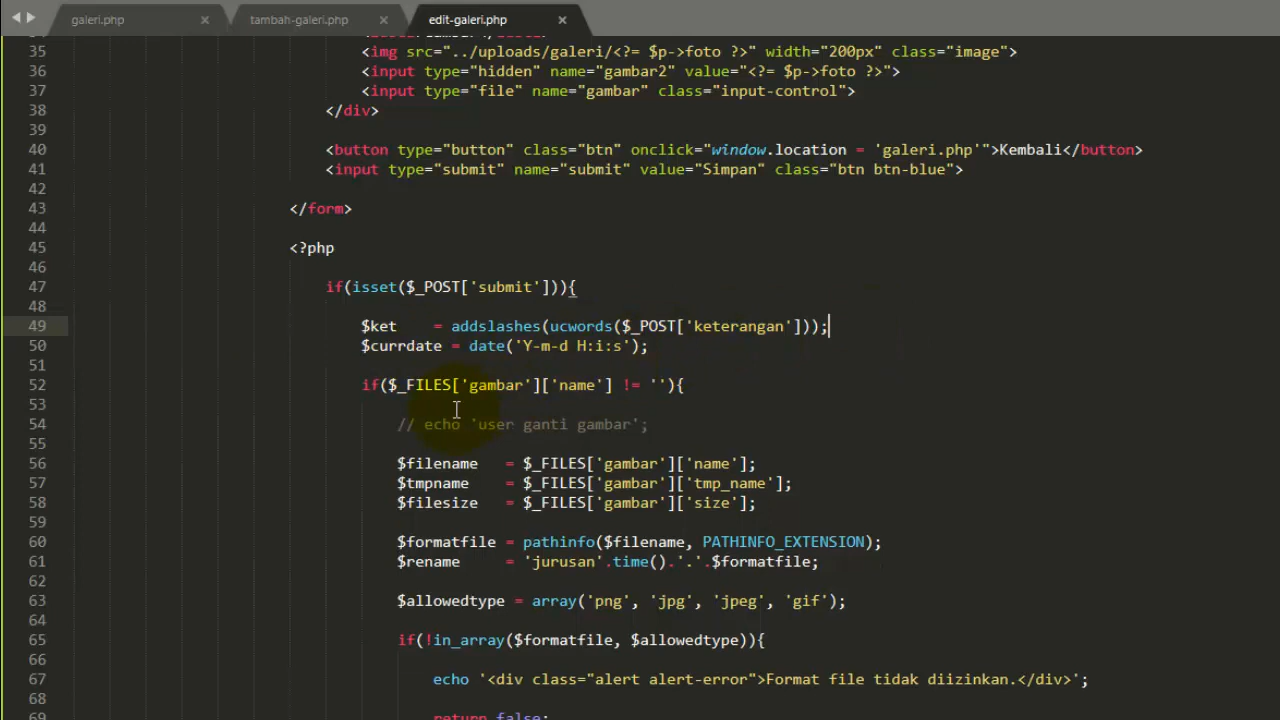 galeri.php × tambah-galeri.php × edit-galeri.php ×
35 <img src="../uploads/galeri/<?= $p->foto ?>" width="200px" class="image">
36 <input type="hidden" name="gambar2" value="<?= $p->foto ?>">
37 <input type="file" name="gambar" class="input-control">
38 </div>
39
40 <button type="button" class="btn" onclick="window.location = 'galeri.php'">Kembali</button>
41 <input type="submit" name="submit" value="Simpan" class="btn btn-blue">
42
43 </form>
44
45 <?php
46
47 if(isset($_POST['submit'])){
48
49 $ket = addslashes(ucwords($_POST['keterangan']));
50 $currdate = date('Y-m-d H:i:s');
51
52 if($_FILES['gambar']['name'] != ''){
53
54 // echo 'user ganti gambar';
55
56 $filename = $_FILES['gambar']['name'];
57 $tmpname = $_FILES['gambar']['tmp_name'];
58 $filesize = $_FILES['gambar']['size'];
59
60 $formatfile = pathinfo($filename, PATHINFO_EXTENSION);
61 $rename = 'jurusan'.time().'.'.$formatfile;
62
63 $allowedtype = array('png', 'jpg', 'jpeg', 'gif');
64
65 if(!in_array($formatfile, $allowedtype)){
66
67 echo '<div class="alert alert-error">Format file tidak diizinkan.</div>';
68
69 return false;